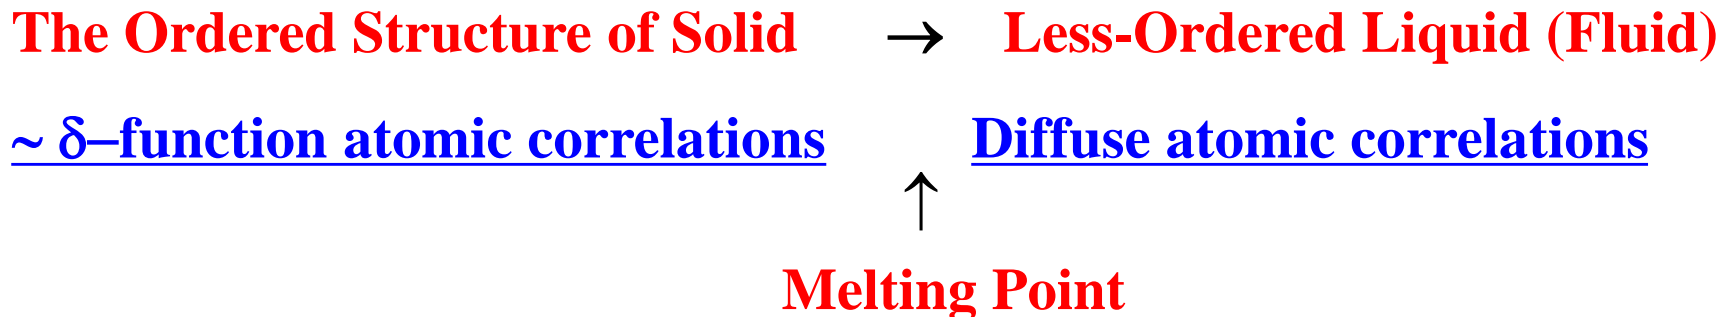 The Ordered Structure of Solid → Less-Ordered Liquid (Fluid)
~ δ–function atomic correlations Diffuse atomic correlations
↑
Melting Point